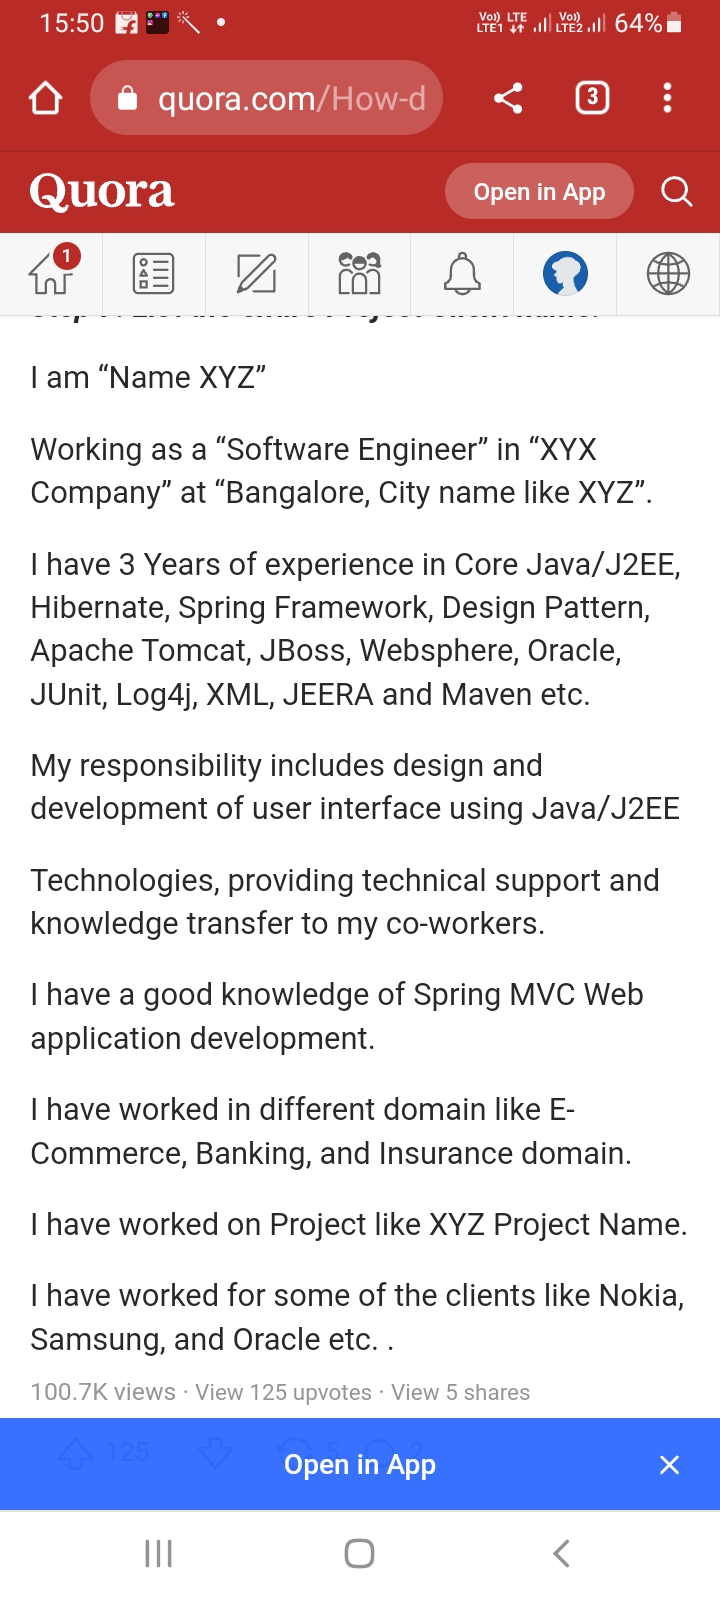 15:50 Vo)) LTE1 LTE Vo)) LTE2 64%
quora.com/How-d 3
Quora Open in App
1
I am “Name XYZ”
Working as a “Software Engineer” in “XYX
Company” at “Bangalore, City name like XYZ”.
I have 3 Years of experience in Core Java/J2EE,
Hibernate, Spring Framework, Design Pattern,
Apache Tomcat, JBoss, Websphere, Oracle,
JUnit, Log4j, XML, JEERA and Maven etc.
My responsibility includes design and
development of user interface using Java/J2EE
Technologies, providing technical support and
knowledge transfer to my co-workers.
I have a good knowledge of Spring MVC Web
application development.
I have worked in different domain like E-
Commerce, Banking, and Insurance domain.
I have worked on Project like XYZ Project Name.
I have worked for some of the clients like Nokia,
Samsung, and Oracle etc. .
100.7K views · View 125 upvotes · View 5 shares
125 5 2
Open in App